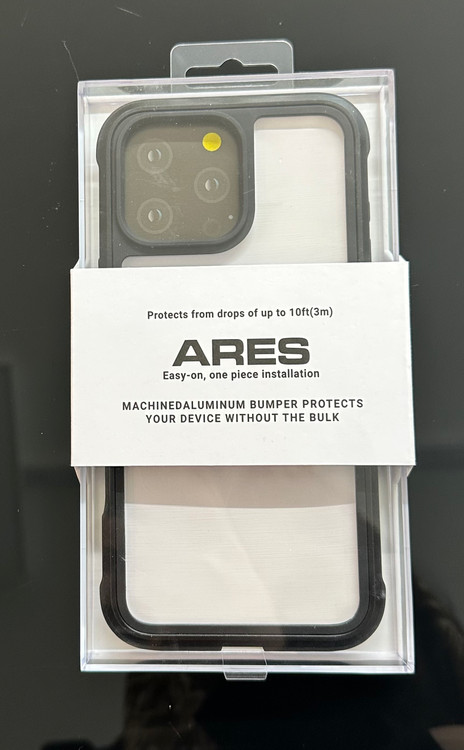 Protects from drops of up to 10ft(3m)
ARES
Easy-on, one piece installation
MACHINEDALUMINUM BUMPER PROTECTS
YOUR DEVICE WITHOUT THE BULK